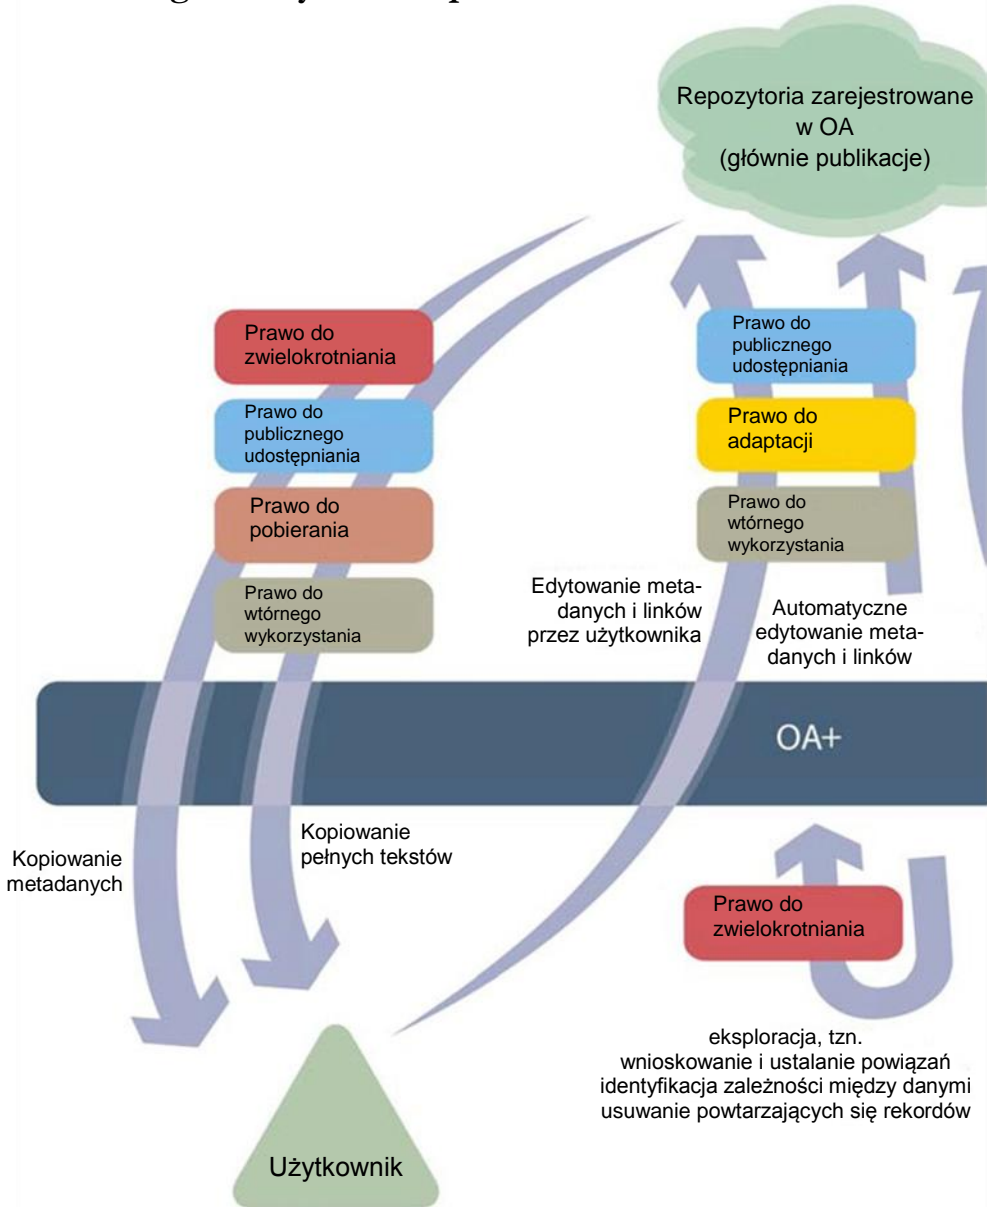 Repozytoria zarejestrowane
w OA
(głównie publikacje)
Prawo do
zwielokrotniania
Prawo do
publicznego
udostępniania
Prawo do
pobierania
Prawo do
wtórnego
wykorzystania
Prawo do
publicznego
udostępniania
Prawo do
adaptacji
Prawo do
wtórnego
wykorzystania
Edytowanie meta-
danych i linków
przez użytkownika
Automatyczne
edytowanie meta-
danych i linków
OA+
Kopiowanie
metadanych
Kopiowanie
pełnych tekstów
Prawo do
zwielokrotniania
eksploracja, tzn.
wnioskowanie i ustalanie powiązań
identyfikacja zależności między danymi
usuwanie powtarzających się rekordów
Użytkownik